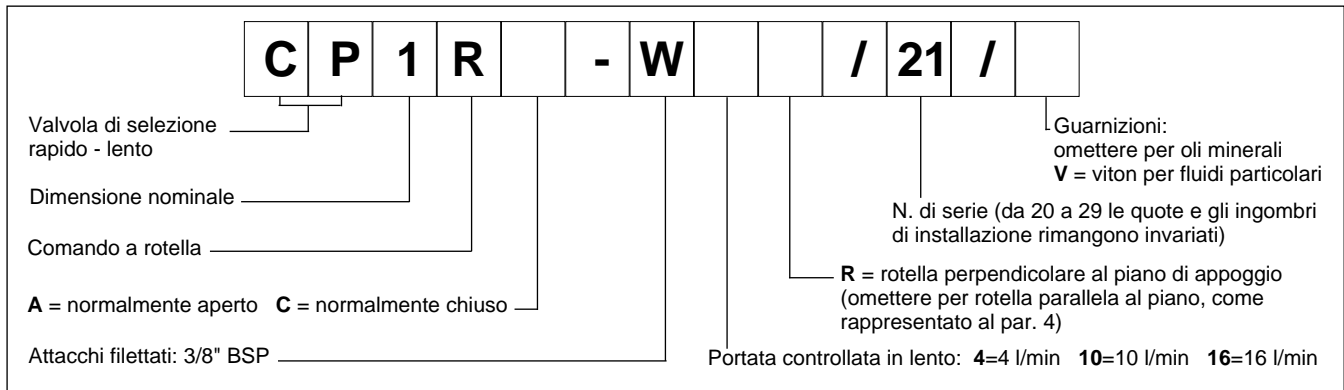 C P 1 R - W / 21 /
Valvola di selezione
rapido - lento
Dimensione nominale
Comando a rotella
A = normalmente aperto C = normalmente chiuso
Attacchi filettati: 3/8" BSP
Guarnizioni:
omettere per oli minerali
V = viton per fluidi particolari
N. di serie (da 20 a 29 le quote e gli ingombri
di installazione rimangono invariati)
R = rotella perpendicolare al piano di appoggio
(omettere per rotella parallela al piano, come
rappresentato al par. 4)
Portata controllata in lento: 4=4 l/min 10=10 l/min 16=16 l/min